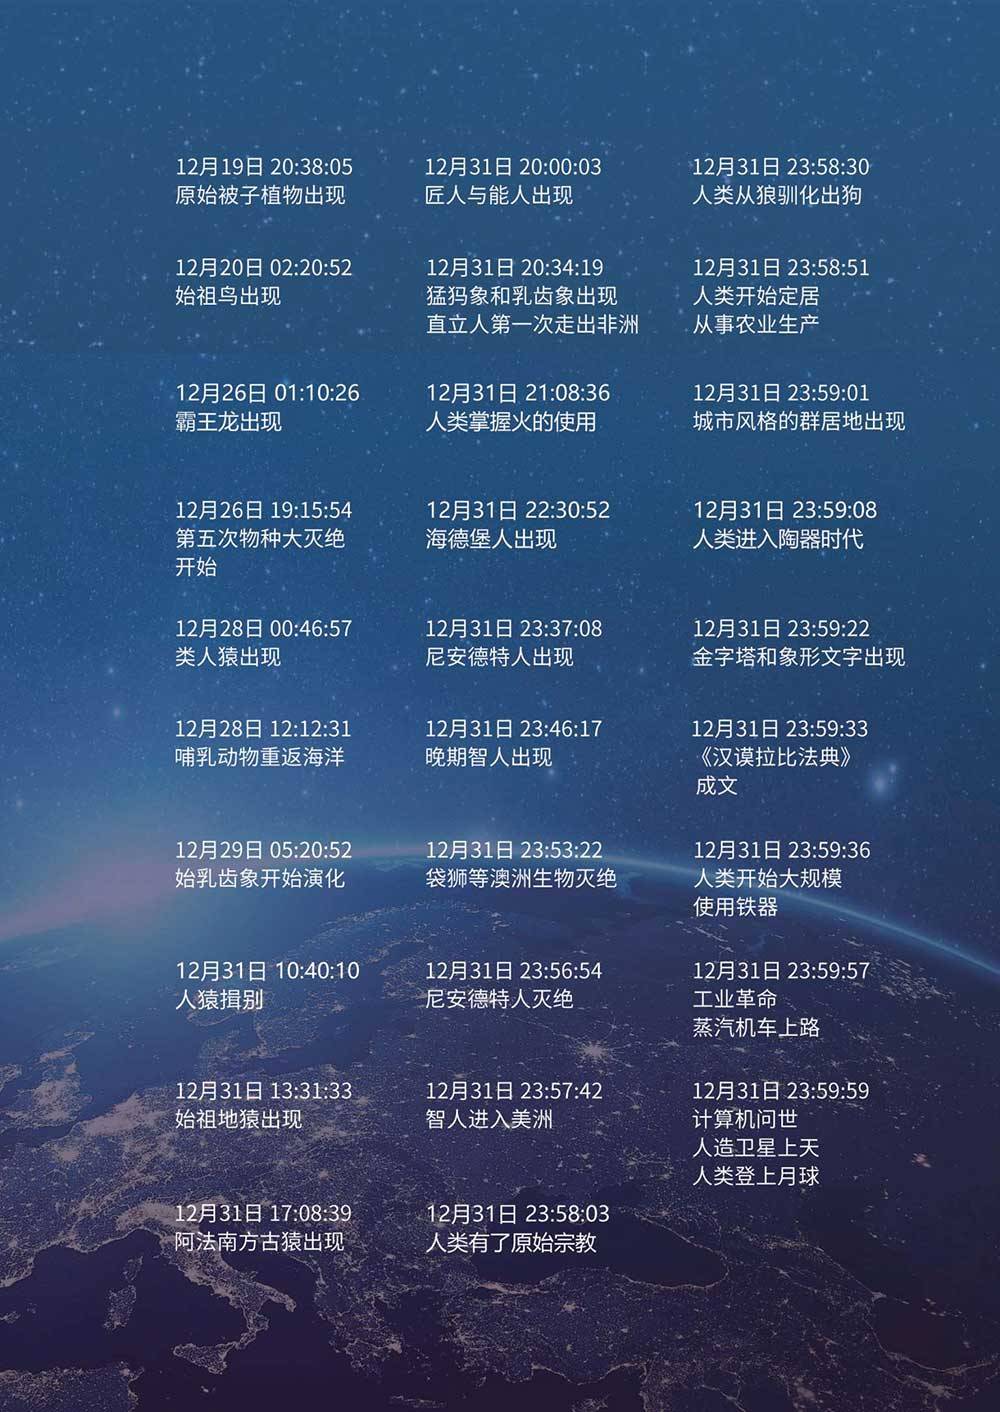 12月19日 20:38:05
原始被子植物出现
12月20日 02:20:52
始祖鸟出现
12月26日 01:10:26
霸王龙出现
12月26日 19:15:54
第五次物种大灭绝
开始
12月28日 00:46:57
类人猿出现
12月28日 12:12:31
哺乳动物重返海洋
12月29日 05:20:52
始乳齿象开始演化
12月31日 10:40:10
人猿揖别
12月31日 13:31:33
始祖地猿出现
12月31日 17:08:39
阿法南方古猿出现
12月31日 20:00:03
匠人与能人出现
12月31日 20:34:19
猛犸象和乳齿象出现
直立人第一次走出非洲
12月31日 21:08:36
人类掌握火的使用
12月31日 22:30:52
海德堡人出现
12月31日 23:37:08
尼安德特人出现
12月31日 23:46:17
晚期智人出现
12月31日 23:53:22
袋狮等澳洲生物灭绝
12月31日 23:56:54
尼安德特人灭绝
12月31日 23:57:42
智人进入美洲
12月31日 23:58:03
人类有了原始宗教
12月31日 23:58:30
人类从狼驯化出狗
12月31日 23:58:51
人类开始定居
从事农业生产
12月31日 23:59:01
城市风格的群居地出现
12月31日 23:59:08
人类进入陶器时代
12月31日 23:59:22
金字塔和象形文字出现
12月31日 23:59:33
《汉谟拉比法典》
成文
12月31日 23:59:36
人类开始大规模
使用铁器
12月31日 23:59:57
工业革命
蒸汽机车上路
12月31日 23:59:59
计算机问世
人造卫星上天
人类登上月球